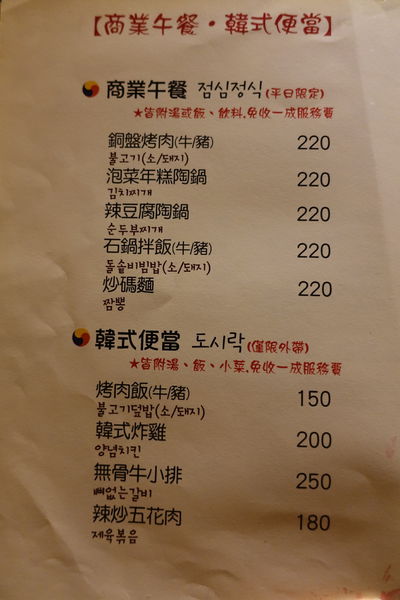 【商業午餐・韓式便當】
商業午餐 점심정식(平日限定)
★皆附湯或飯、飲料.免收一成服務費
銅盤烤肉(牛/豬) 220
불고기(소/돼지)
泡菜年糕陶鍋 220
김치찌개
辣豆腐陶鍋 220
순두부찌개
石鍋拌飯(牛/豬) 220
돌솥비빔밥(소/돼지)
炒碼麵 220
짬뽕
韓式便當 도시락(僅限外帶)
★皆附湯、飯、小菜.免收一成服務費
烤肉飯(牛/豬) 150
불고기덮밥(소/돼지)
韓式炸雞 200
양념치킨
無骨牛小排 250
뼈없는갈비
辣炒五花肉 180
제육볶음